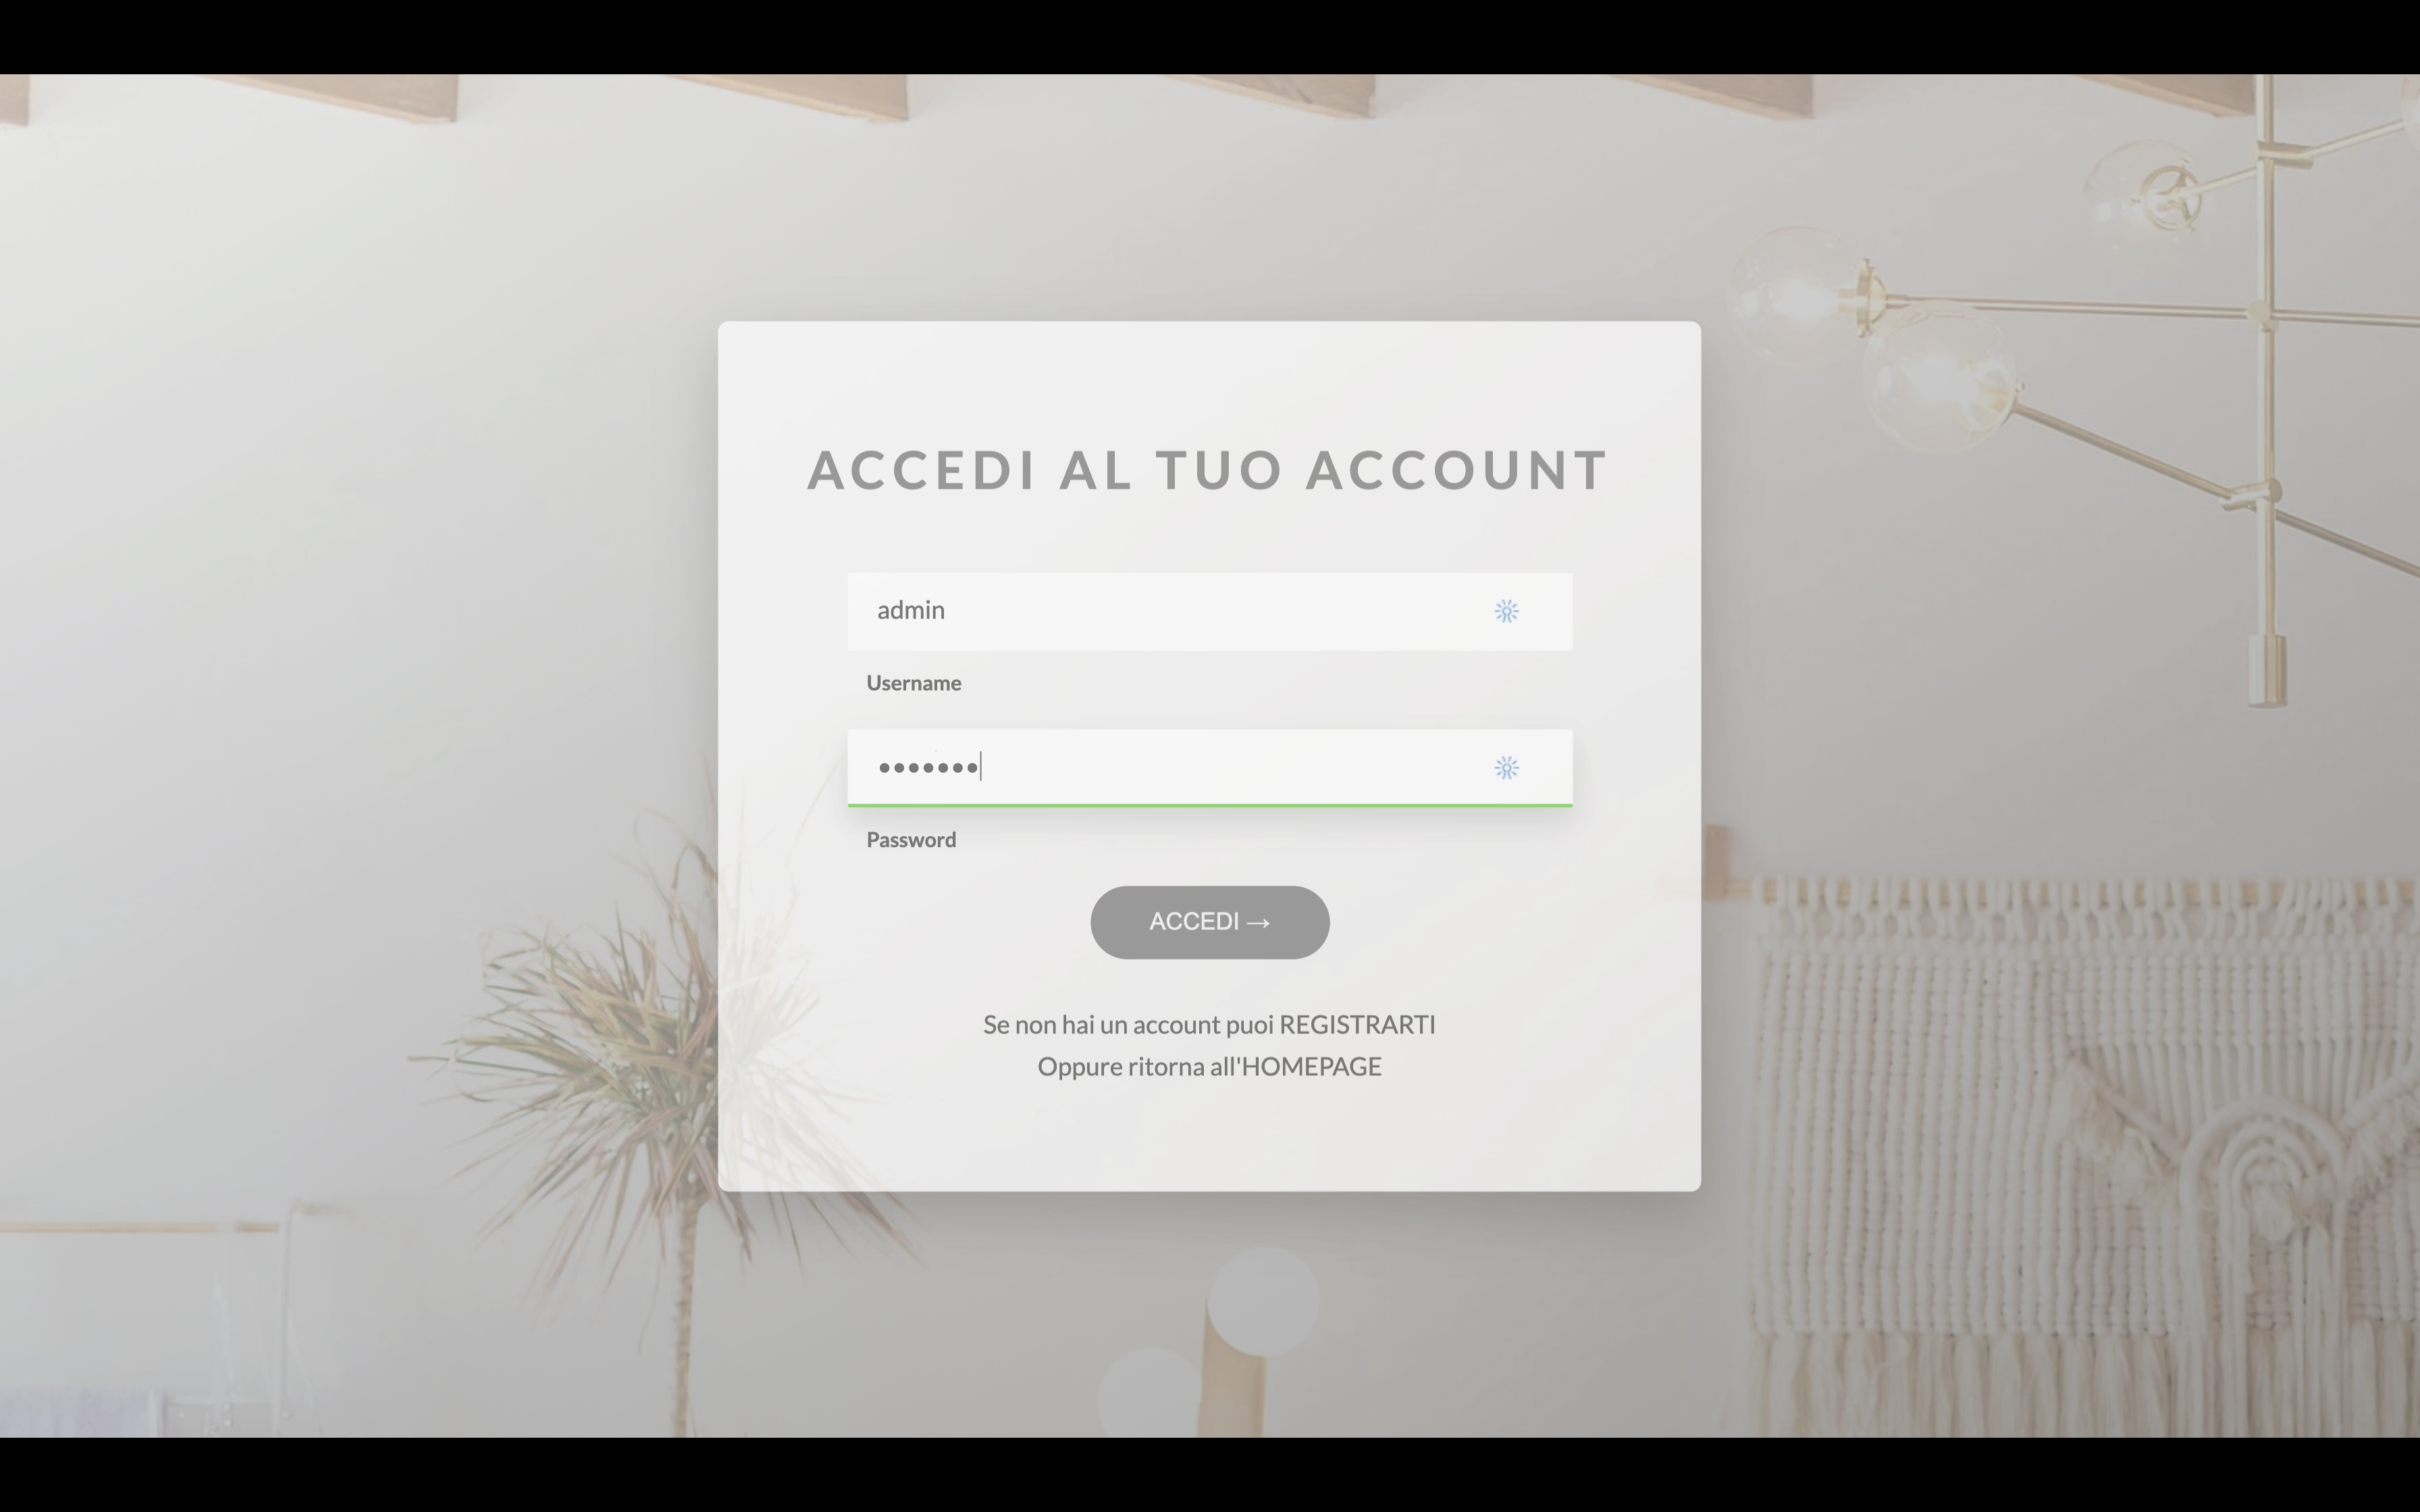 ACCEDI AL TUO ACCOUNT
admin
Username
•••••••
Password
ACCEDI →
Se non hai un account puoi REGISTRARTI
Oppure ritorna all'HOMEPAGE